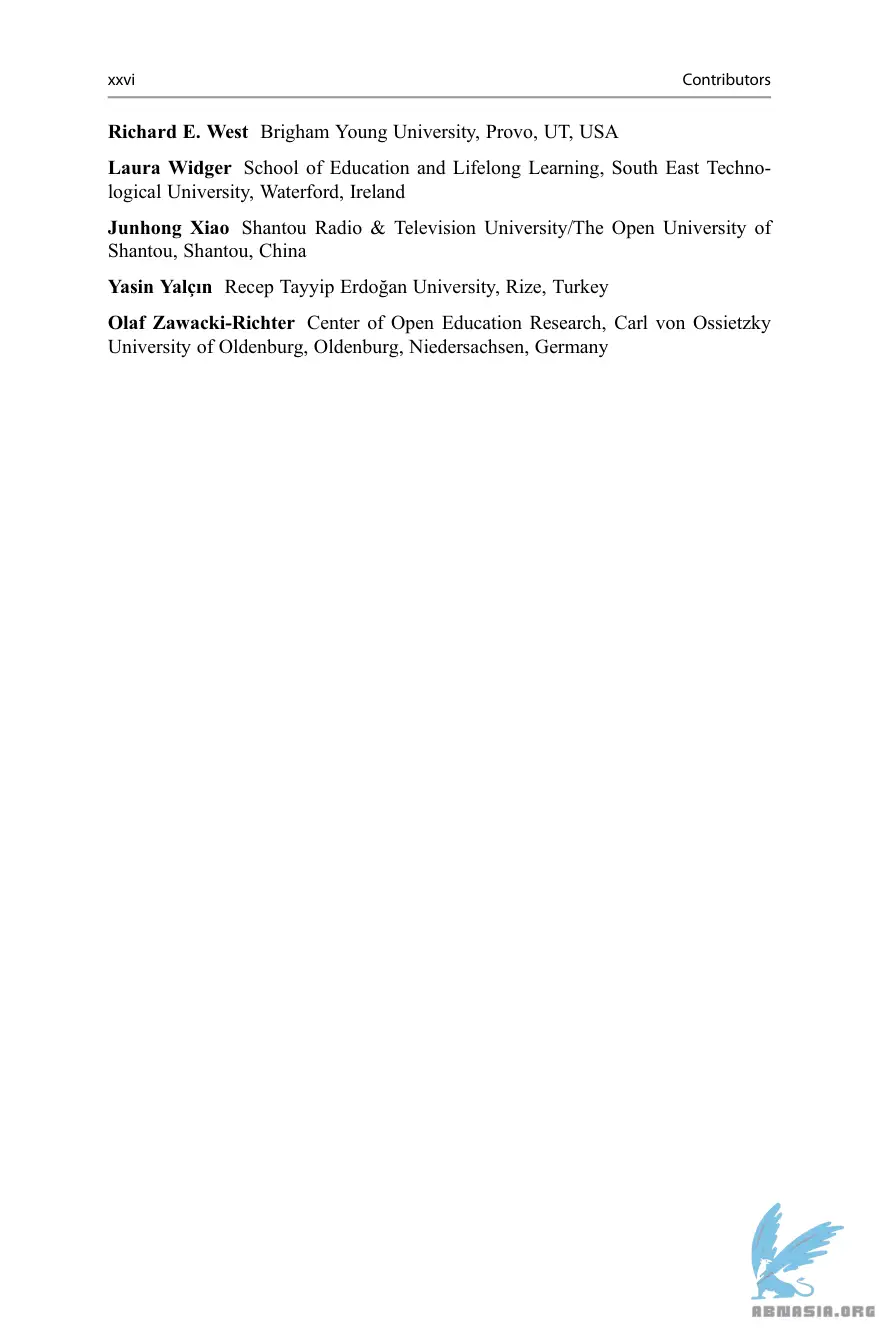 xxvi Contributors
Richard E. West Brigham Young University, Provo, UT, USA
Laura Widger School of Education and Lifelong Learning, South East Techno-
logical University, Waterford, Ireland
Junhong Xiao Shantou Radio & Television University/The Open University of
Shantou, Shantou, China
Yasin Yalçın Recep Tayyip Erdoğan University, Rize, Turkey
Olaf Zawacki-Richter Center of Open Education Research, Carl von Ossietzky
University of Oldenburg, Oldenburg, Niedersachsen, Germany
ABNASIA.ORG